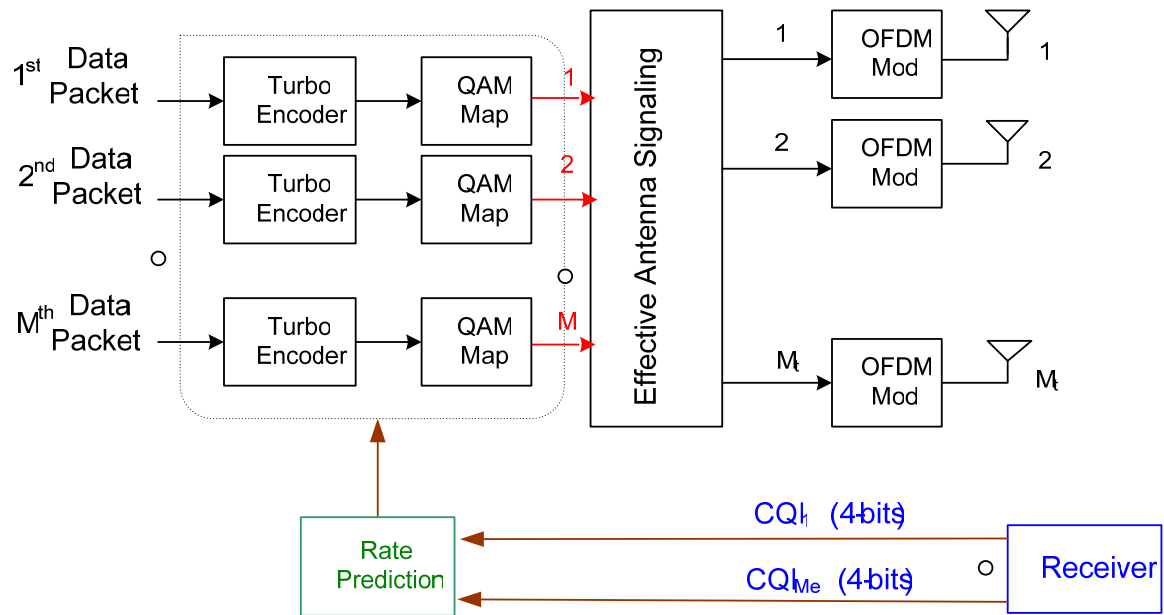 1st Data
Packet
Turbo
Encoder
QAM
Map
1
1
OFDM
Mod
1
2nd Data
Packet
Turbo
Encoder
QAM
Map
2
2
OFDM
Mod
2
Effective Antenna Signaling
Mth Data
Packet
Turbo
Encoder
QAM
Map
M
Mt
OFDM
Mod
Mt
CQI1 (4-bits)
Rate
Prediction
Receiver
CQIMe (4-bits)